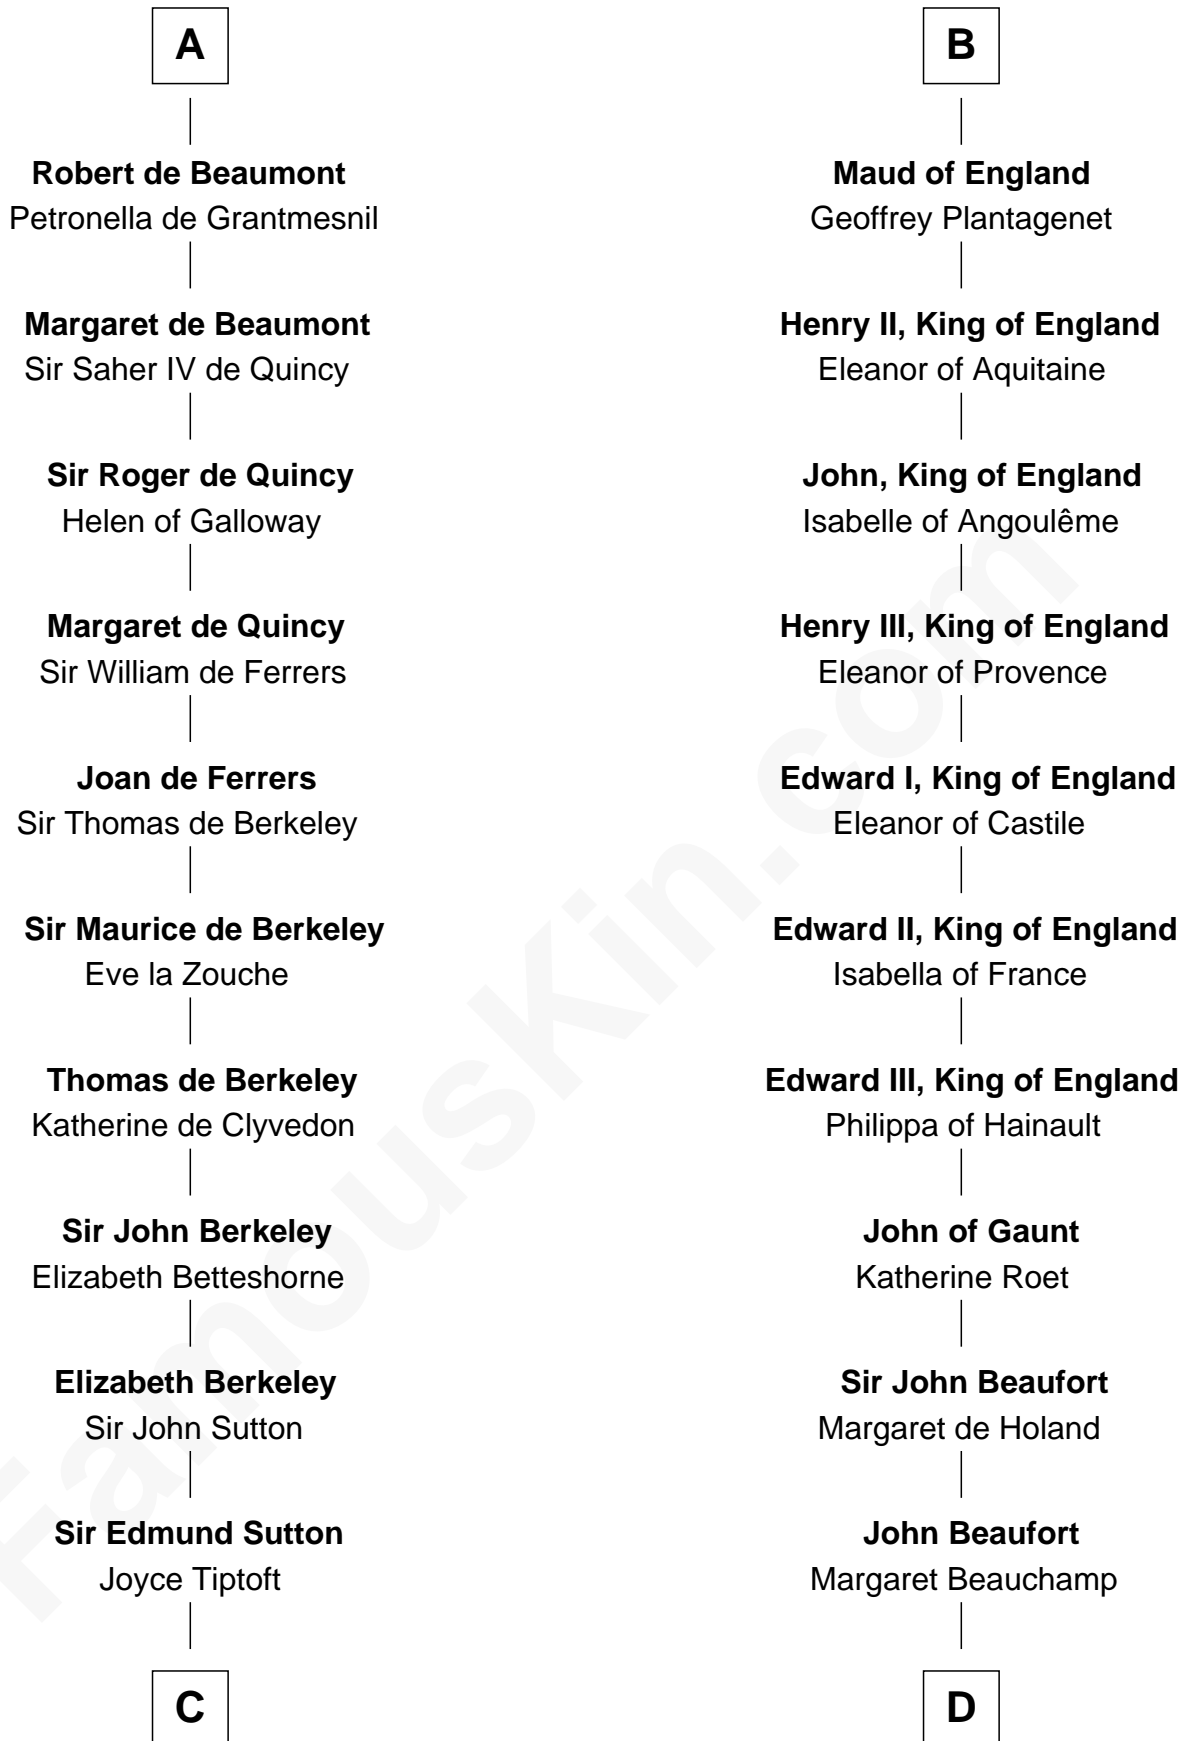 A
Robert de Beaumont
Petronella de Grantmesnil
Margaret de Beaumont
Sir Saher IV de Quincy
Sir Roger de Quincy
Helen of Galloway
Margaret de Quincy
Sir William de Ferrers
Joan de Ferrers
Sir Thomas de Berkeley
Sir Maurice de Berkeley
Eve la Zouche
Thomas de Berkeley
Katherine de Clyvedon
Sir John Berkeley
Elizabeth Betteshorne
Elizabeth Berkeley
Sir John Sutton
Sir Edmund Sutton
Joyce Tiptoft
C
B
Maud of England
Geoffrey Plantagenet
Henry II, King of England
Eleanor of Aquitaine
John, King of England
Isabelle of Angoulême
Henry III, King of England
Eleanor of Provence
Edward I, King of England
Eleanor of Castile
Edward II, King of England
Isabella of France
Edward III, King of England
Philippa of Hainault
John of Gaunt
Katherine Roet
Sir John Beaufort
Margaret de Holand
John Beaufort
Margaret Beauchamp
D
FamousKin.com